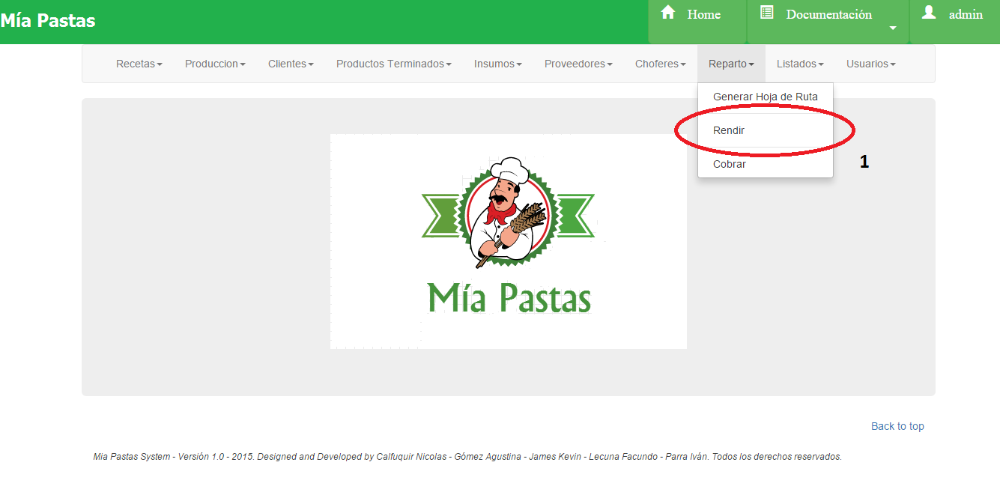 Mía Pastas
Home
Documentación
admin
Recetas
Produccion
Clientes
Productos Terminados
Insumos
Proveedores
Choferes
Reparto
Listados
Usuarios
Generar Hoja de Ruta
Rendir
Cobrar
1
Mía Pastas
Back to top
Mia Pastas System - Versión 1.0 - 2015. Designed and Developed by Calfuquir Nicolas - Gómez Agustina - James Kevin - Lecuna Facundo - Parra Iván. Todos los derechos reservados.